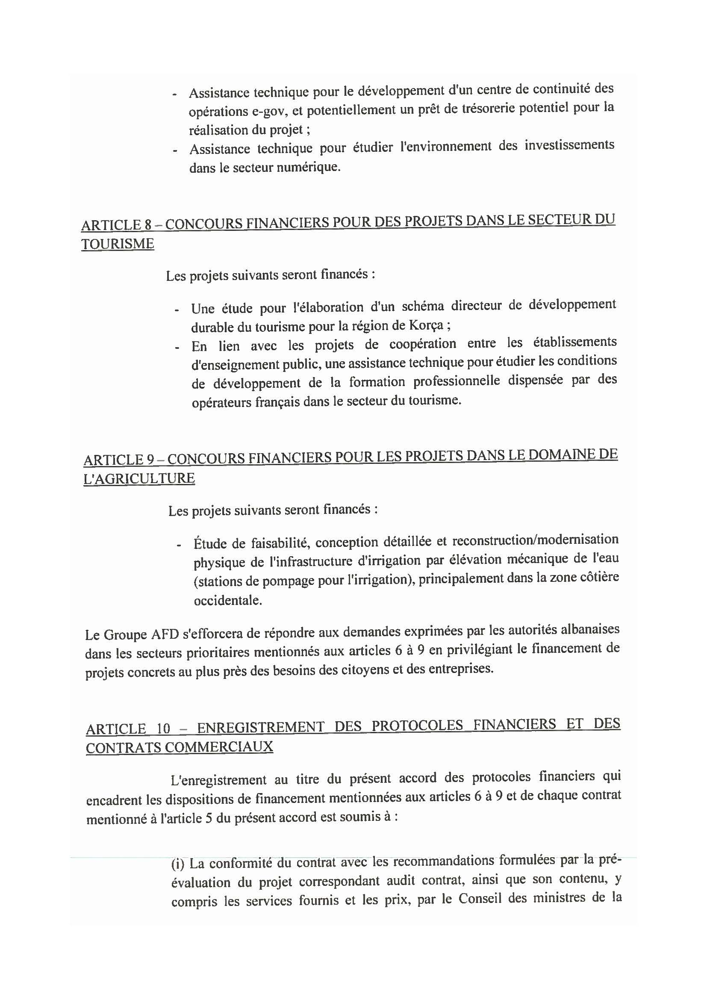 - Assistance technique pour le développement d'un centre de continuité des
opérations e-gov, et potentiellement un prêt de trésorerie potentiel pour la
réalisation du projet ;
- Assistance technique pour étudier l'environnement des investissements
dans le secteur numérique.
ARTICLE 8 – CONCOURS FINANCIERS POUR DES PROJETS DANS LE SECTEUR DU
TOURISME
Les projets suivants seront financés :
- Une étude pour l'élaboration d'un schéma directeur de développement
durable du tourisme pour la région de Korça ;
- En lien avec les projets de coopération entre les établissements
d'enseignement public, une assistance technique pour étudier les conditions
de développement de la formation professionnelle dispensée par des
opérateurs français dans le secteur du tourisme.
ARTICLE 9 – CONCOURS FINANCIERS POUR LES PROJETS DANS LE DOMAINE DE
L'AGRICULTURE
Les projets suivants seront financés :
- Étude de faisabilité, conception détaillée et reconstruction/modernisation
physique de l'infrastructure d'irrigation par élévation mécanique de l'eau
(stations de pompage pour l'irrigation), principalement dans la zone côtière
occidentale.
Le Groupe AFD s'efforcera de répondre aux demandes exprimées par les autorités albanaises
dans les secteurs prioritaires mentionnés aux articles 6 à 9 en privilégiant le financement de
projets concrets au plus près des besoins des citoyens et des entreprises.
ARTICLE 10 – ENREGISTREMENT DES PROTOCOLES FINANCIERS ET DES
CONTRATS COMMERCIAUX
L'enregistrement au titre du présent accord des protocoles financiers qui
encadrent les dispositions de financement mentionnées aux articles 6 à 9 et de chaque contrat
mentionné à l'article 5 du présent accord est soumis à :
(i) La conformité du contrat avec les recommandations formulées par la pré-
évaluation du projet correspondant audit contrat, ainsi que son contenu, y
compris les services fournis et les prix, par le Conseil des ministres de la